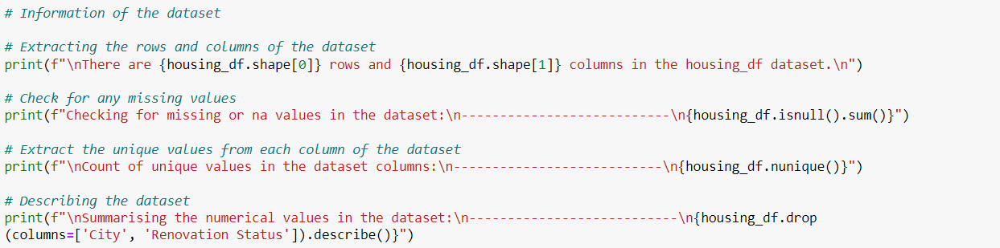 # Information of the dataset
# Extracting the rows and columns of the dataset
print(f"\nThere are {housing_df.shape[0]} rows and {housing_df.shape[1]} columns in the housing_df dataset.\n")
# Check for any missing values
print(f"Checking for missing or na values in the dataset:\n---------------------------\n{housing_df.isnull().sum()}")
# Extract the unique values from each column of the dataset
print(f"\nCount of unique values in the dataset columns:\n---------------------------\n{housing_df.nunique()}")
# Describing the dataset
print(f"\nSummarising the numerical values in the dataset:\n---------------------------\n{housing_df.drop
(columns=['City', 'Renovation Status']).describe()}")